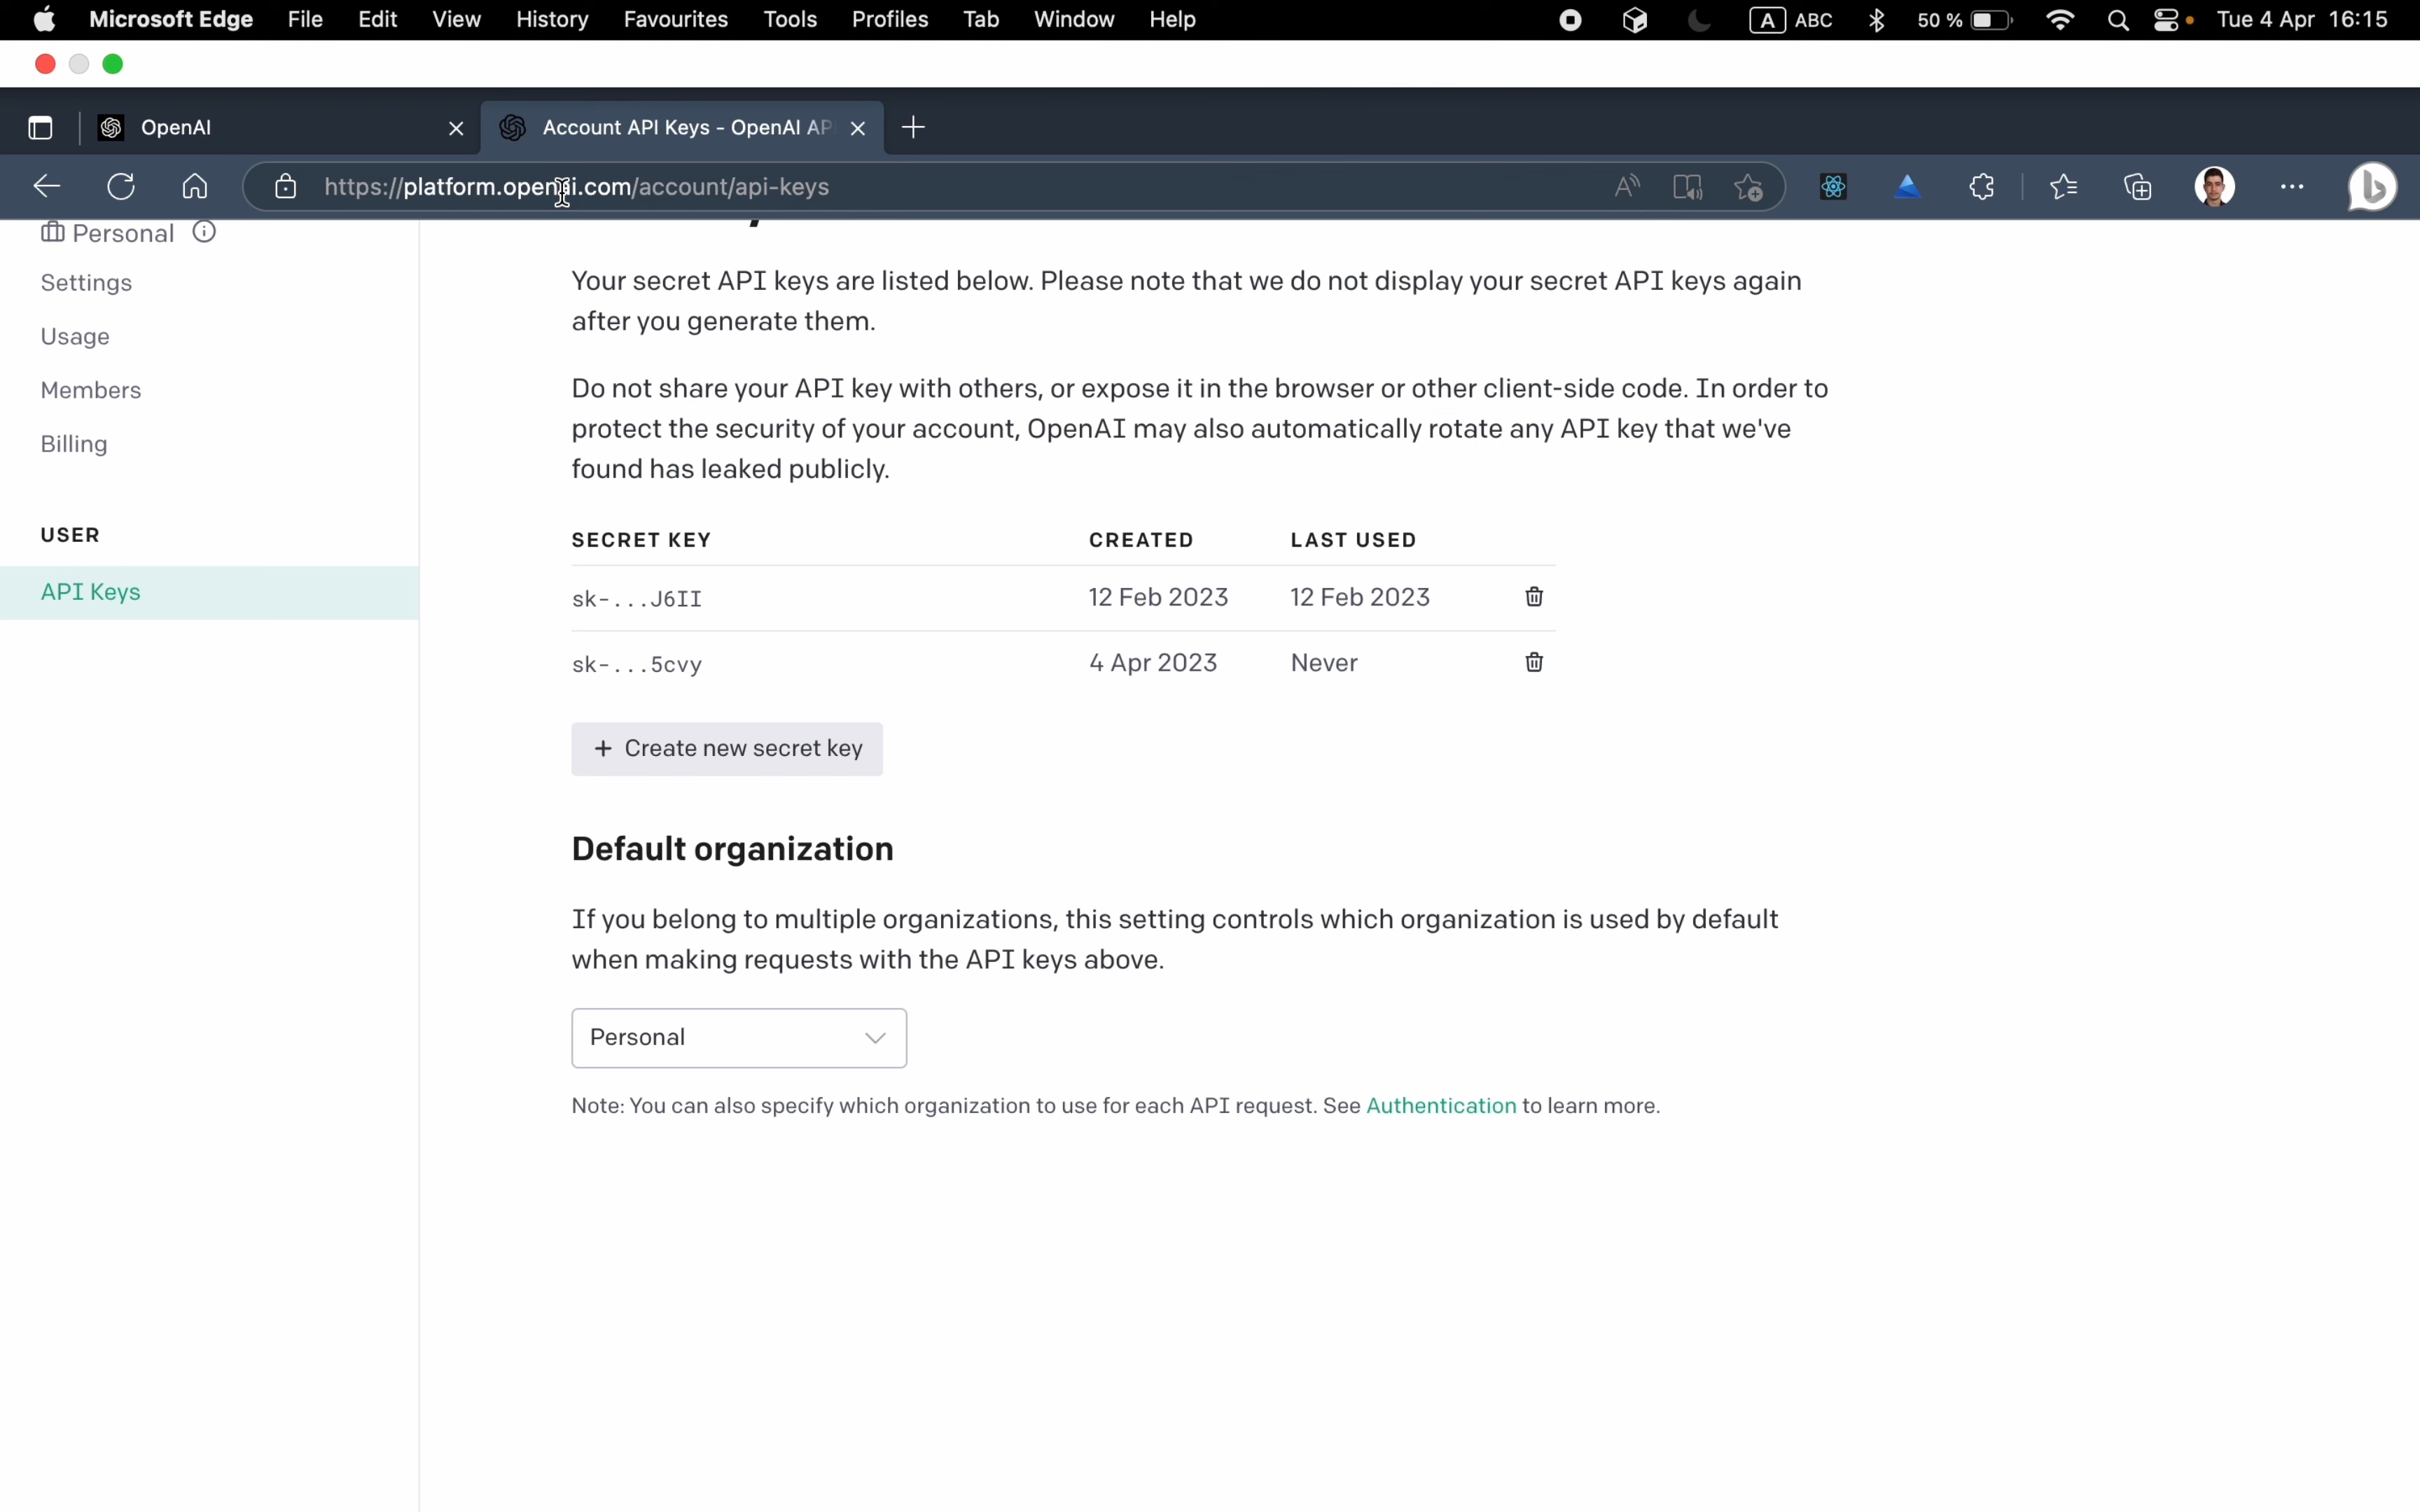 Microsoft Edge File Edit View History Favourites Tools Profiles Tab Window Help A ABC 50 % Tue 4 Apr 16:15
OpenAI
Account API Keys - OpenAI AP
https://platform.openai.com/account/api-keys
Personal
Settings
Usage
Members
Billing
USER
API Keys
Your secret API keys are listed below. Please note that we do not display your secret API keys again
after you generate them.
Do not share your API key with others, or expose it in the browser or other client-side code. In order to
protect the security of your account, OpenAI may also automatically rotate any API key that we've
found has leaked publicly.
SECRET KEY CREATED LAST USED
sk-...J6II 12 Feb 2023 12 Feb 2023
sk-...5cvy 4 Apr 2023 Never
+ Create new secret key
Default organization
If you belong to multiple organizations, this setting controls which organization is used by default
when making requests with the API keys above.
Personal
Note: You can also specify which organization to use for each API request. See Authentication to learn more.